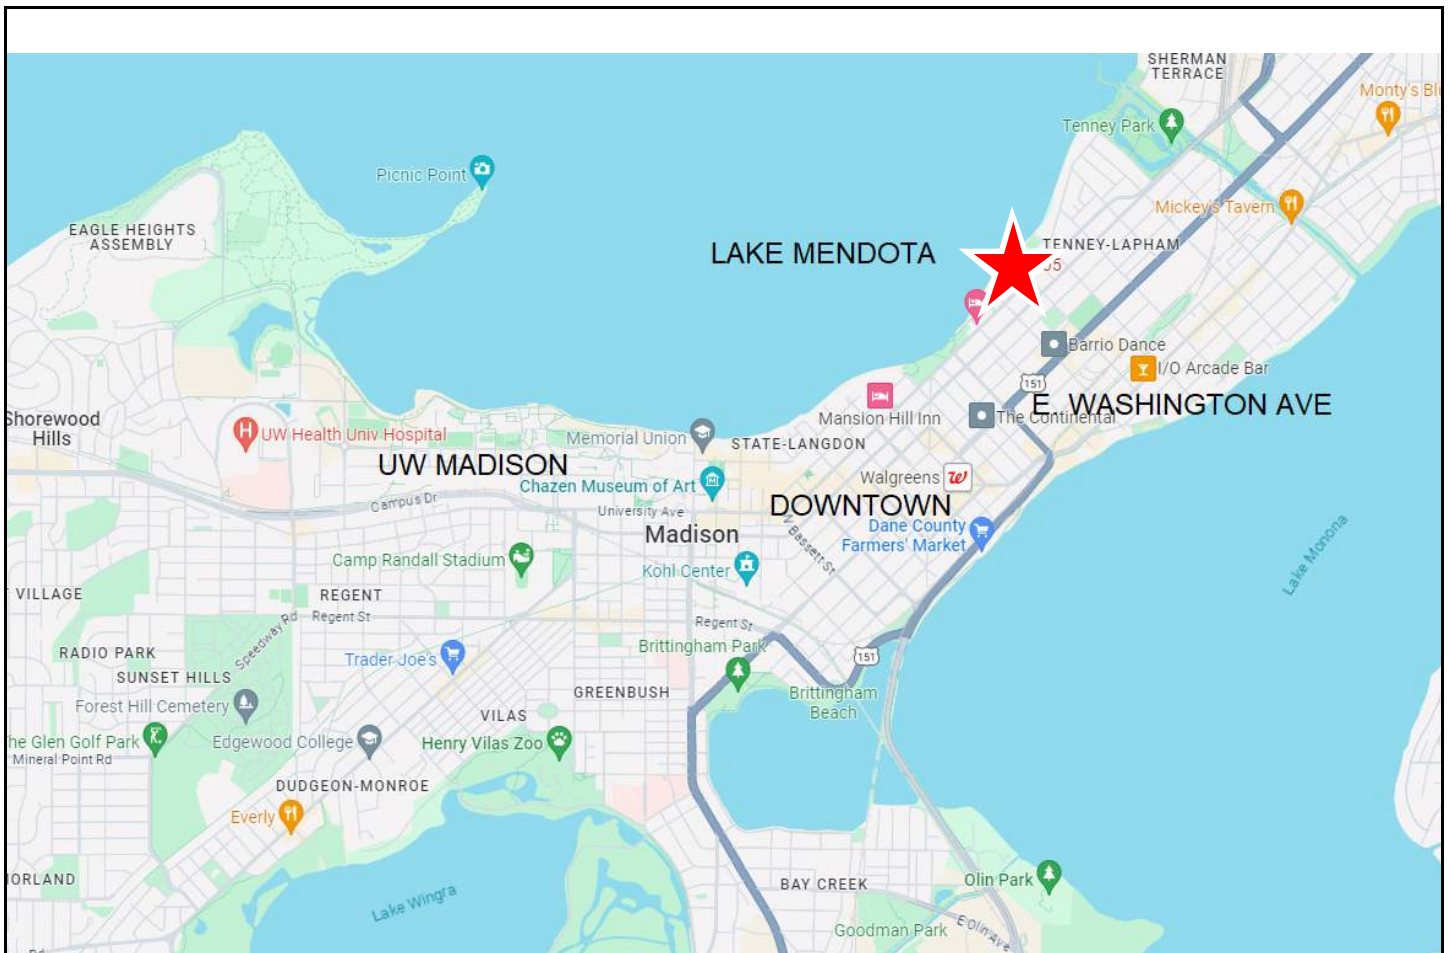 SHERMAN
TERRACE
Monty's Bl
Tenney Park
Picnic Point
Mickey's Tavern
EAGLE HEIGHTS
ASSEMBLY
LAKE MENDOTA
TENNEY-LAPHAM
05
Barrio Dance
I/O Arcade Bar
151
E. WASHINGTON AVE
Mansion Hill Inn
The Continental
Shorewood
Hills
H
UW Health Univ Hospital
Memorial Union
STATE-LANGDON
UW MADISON
Walgreens
W
Chazen Museum of Art
Campus Dr
University Ave
DOWNTOWN
Madison
N Bassett St
Dane County
Farmers' Market
Camp Randall Stadium
Kohl Center
Lake Monona
VILLAGE
REGENT
Regent St
Regent St
Speedway Rd
RADIO PARK
Trader Joe's
Brittingham Park
151
SUNSET HILLS
GREENBUSH
Brittingham
Beach
Forest Hill Cemetery
VILAS
he Glen Golf Park
Edgewood College
Henry Vilas Zoo
Mineral Point Rd
DUDGEON-MONROE
Everly
ORLAND
BAY CREEK
Olin Park
Lake Wingra
Goodman Park
E Olin Ave